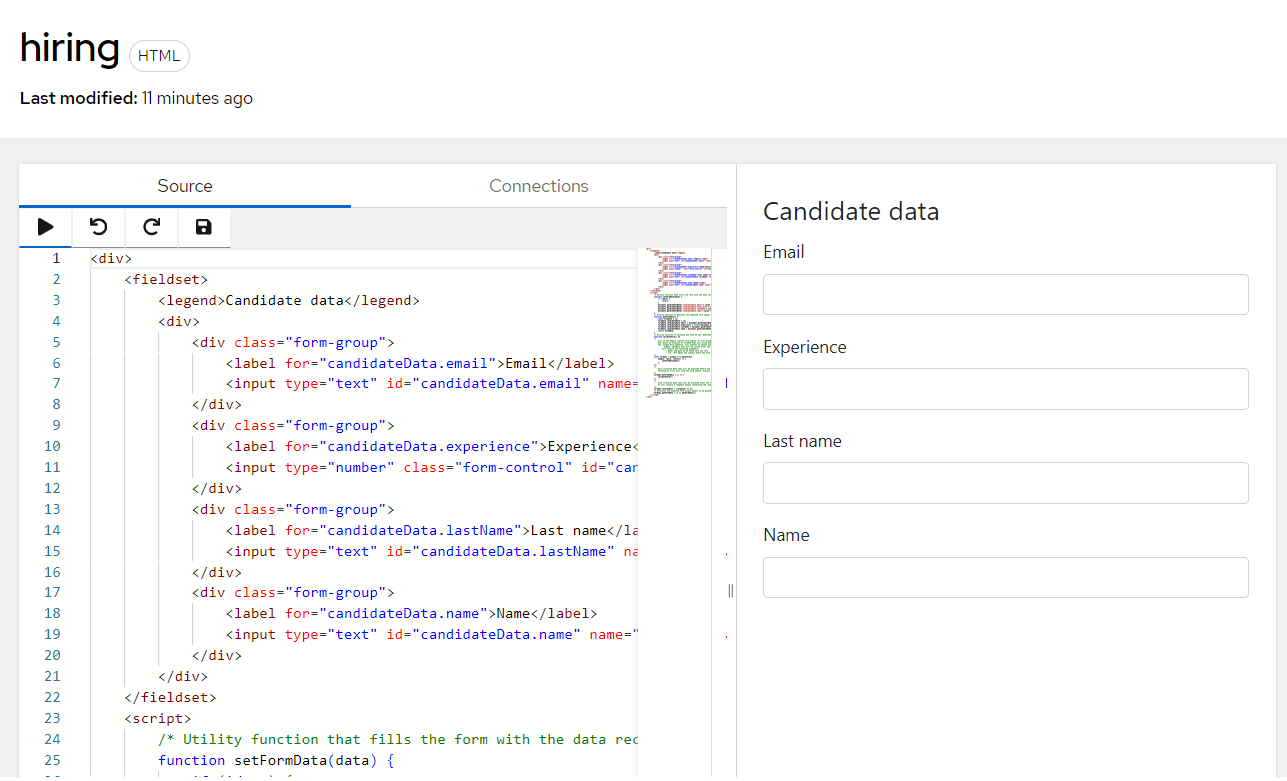 hiring HTML
Last modified: 11 minutes ago
Source Connections
1 <div>
2 <fieldset>
3 <legend>Candidate data</legend>
4 <div>
5 <div class="form-group">
6 <label for="candidateData.email">Email</label>
7 <input type="text" id="candidateData.email" name=
8 </div>
9 <div class="form-group">
10 <label for="candidateData.experience">Experience<
11 <input type="number" class="form-control" id="can
12 </div>
13 <div class="form-group">
14 <label for="candidateData.lastName">Last name</la
15 <input type="text" id="candidateData.lastName" na
16 </div>
17 <div class="form-group">
18 <label for="candidateData.name">Name</label>
19 <input type="text" id="candidateData.name" name="
20 </div>
21 </div>
22 </fieldset>
23 <script>
24 /* Utility function that fills the form with the data rec
25 function setFormData(data) {
Candidate data
Email
Experience
Last name
Name